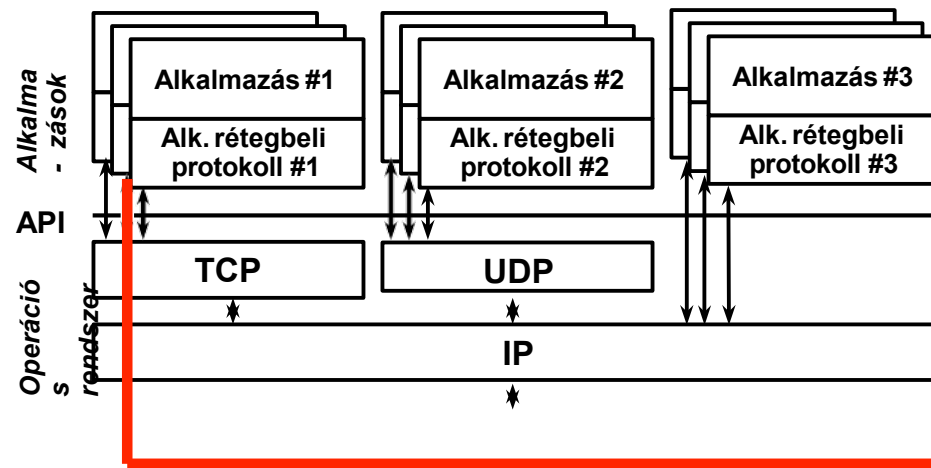 Alkalma
- zások
Alkalmazás #1
Alk. rétegbeli
protokoll #1
Alkalmazás #2
Alk. rétegbeli
protokoll #2
Alkalmazás #3
Alk. rétegbeli
protokoll #3
API
TCP
UDP
Operáció
s rendszer
IP